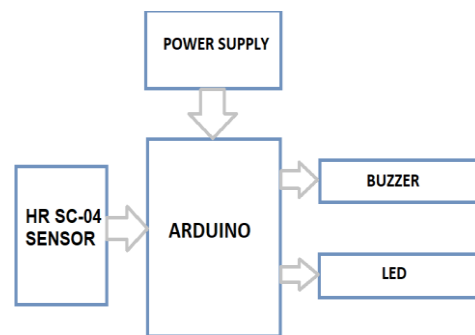 POWER SUPPLY
HR SC-04
SENSOR
ARDUINO
BUZZER
LED